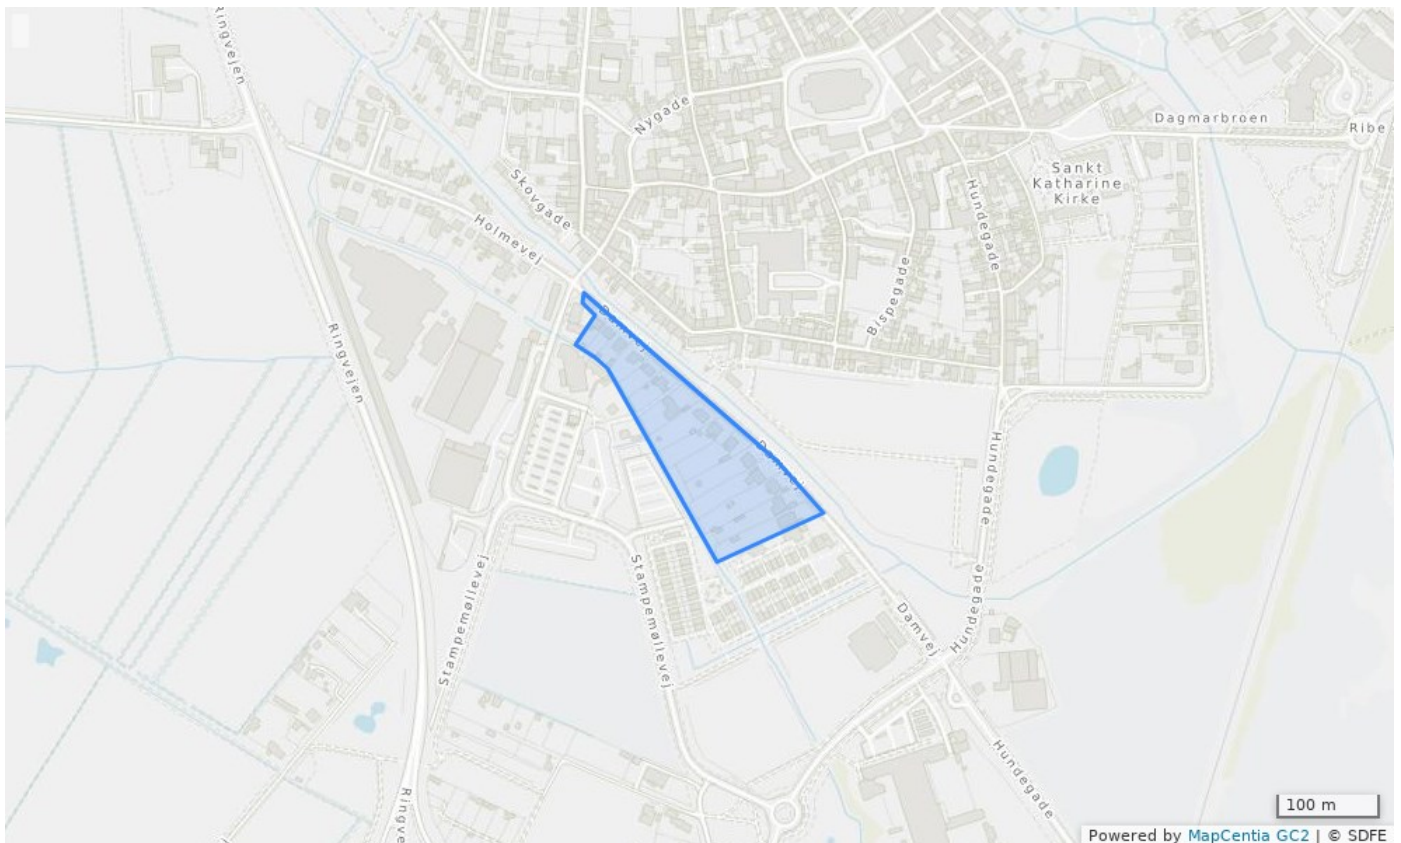 Ringvejen
Nygade
Dagmarbroen
Ribe
Sankt
Katharine
Kirke
Skovgade
Holmevej
Hundegade
Bispegade
Damvej
Ringvejen
Damvej
Hundegade
Stampemøllevej
Stampemøllevej
Damvej
Hundegade
Hundegade
Ringve
100 m
Powered by MapCentia GC2 | © SDFE